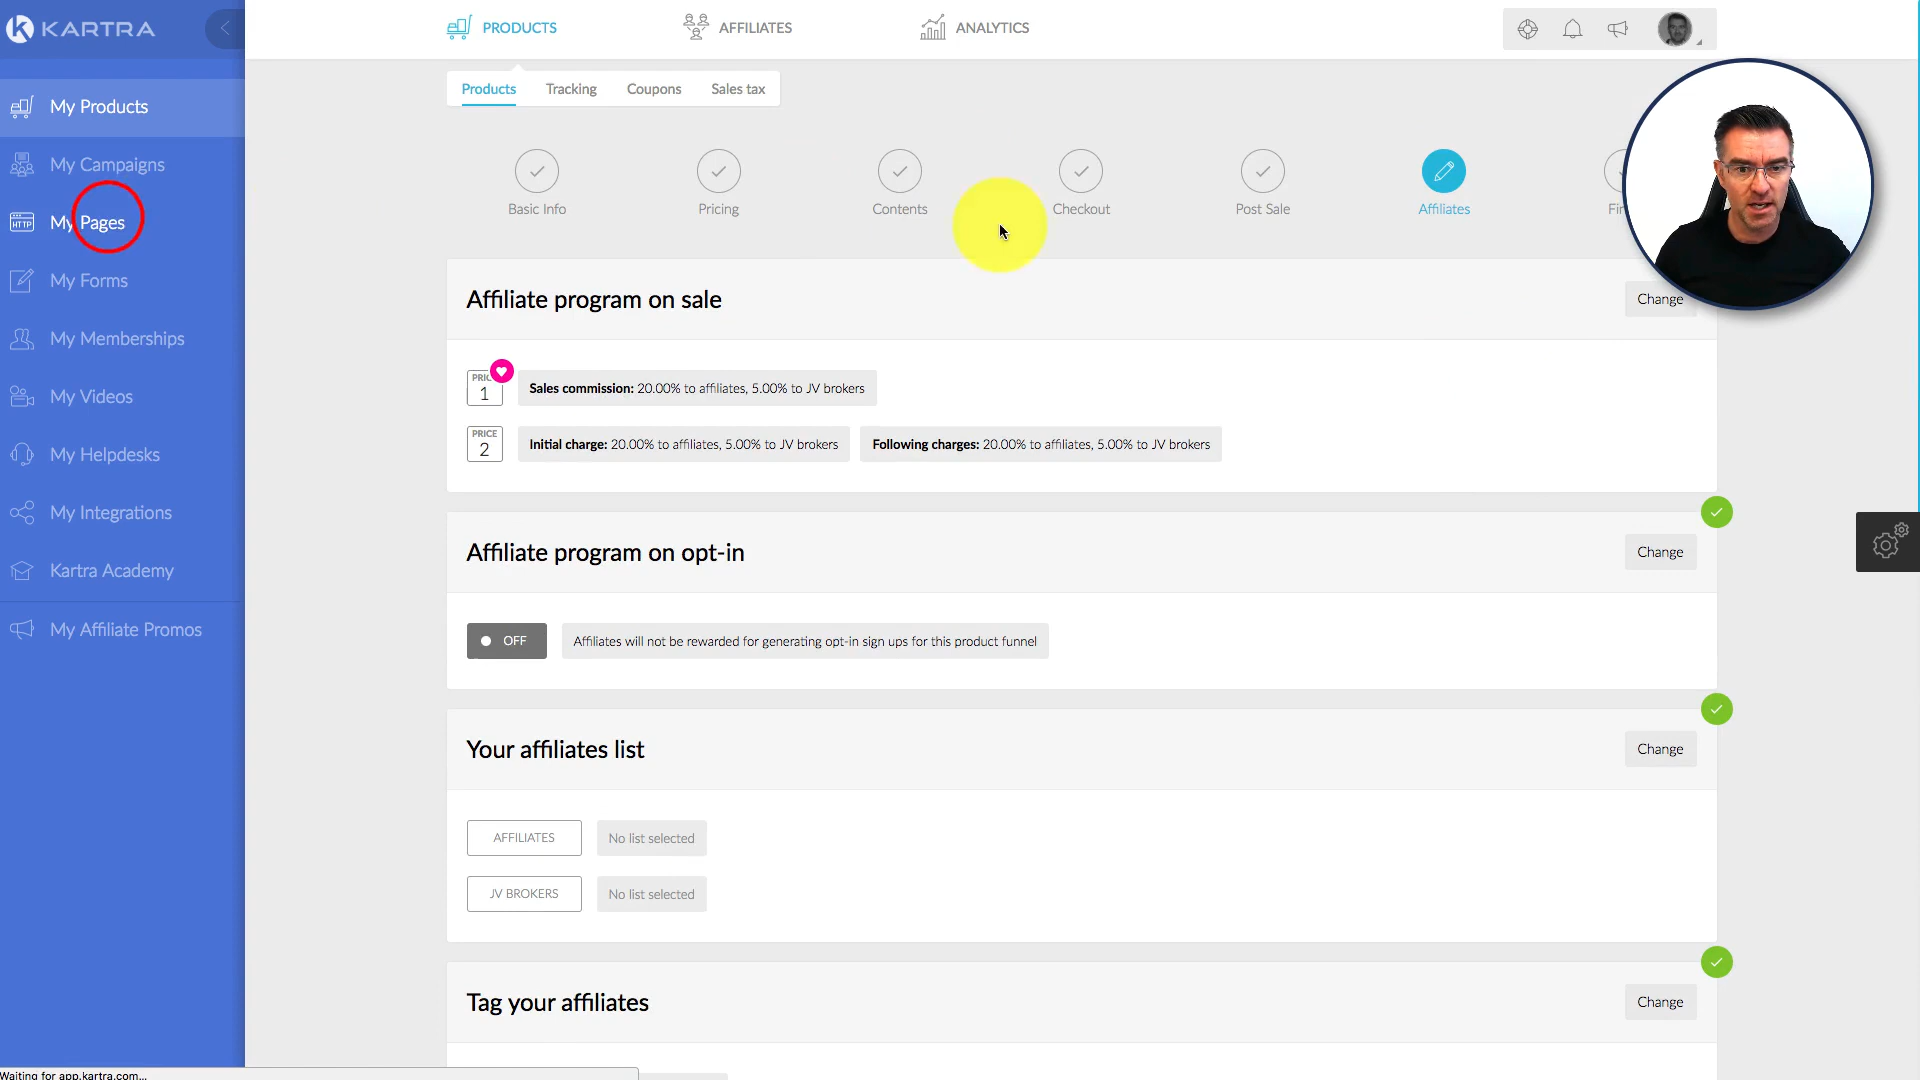 KARTRA
PRODUCTS
AFFILIATES
ANALYTICS
My Products
My Campaigns
HTTP
My Pages
My Forms
My Memberships
My Videos
My Helpdesks
My Integrations
Kartra Academy
My Affiliate Promos
Products Tracking Coupons Sales tax
Basic Info Pricing Contents Checkout Post Sale Affiliates
Affiliate program on sale
Change
1
Sales commission: 20.00% to affiliates, 5.00% to JV brokers
PRICE
2
Initial charge: 20.00% to affiliates, 5.00% to JV brokers
Following charges: 20.00% to affiliates, 5.00% to JV brokers
Affiliate program on opt-in
Change
OFF
Affiliates will not be rewarded for generating opt-in sign ups for this product funnel
Your affiliates list
Change
AFFILIATES
No list selected
JV BROKERS
No list selected
Tag your affiliates
Change
Waiting for app.kartra.com...